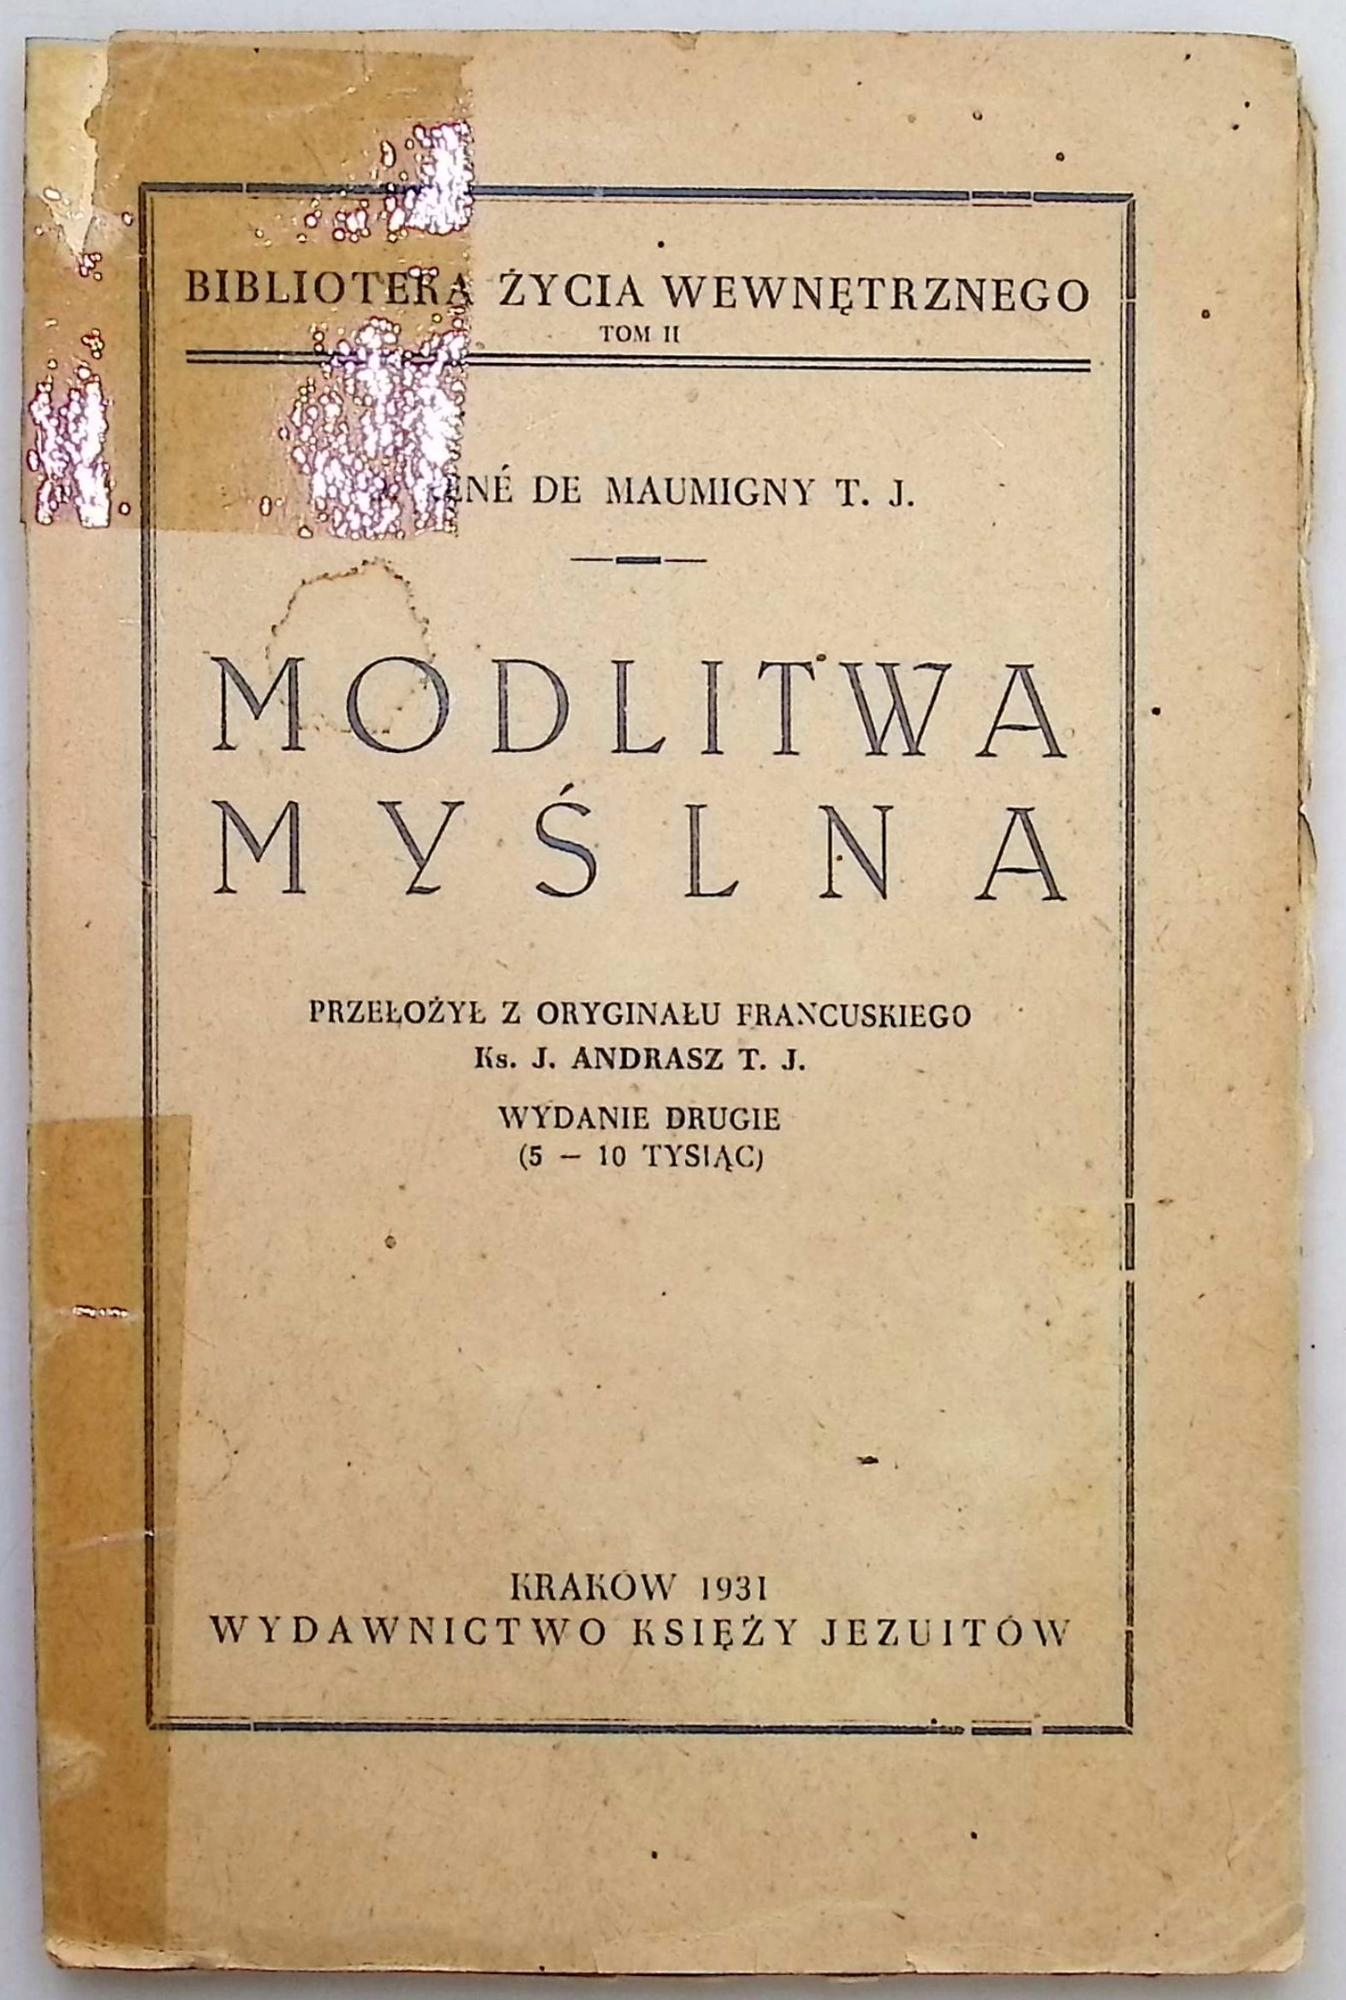 BIBLIOTEKA ŻYCIA WEWNĘTRZNEGO
TOM II
DE MAUMIGNY T. J.
MODLITWA
MYŚLNA
PRZEŁOŻYŁ Z ORYGINAŁU FRANCUSKIEGO
Ks. J. ANDRASZ T. J.
WYDANIE DRUGIE
(5 – 10 TYSIĄC)
KRAKÓW 1931
WYDAWNICTWO KSIĘŻY JEZUITÓW